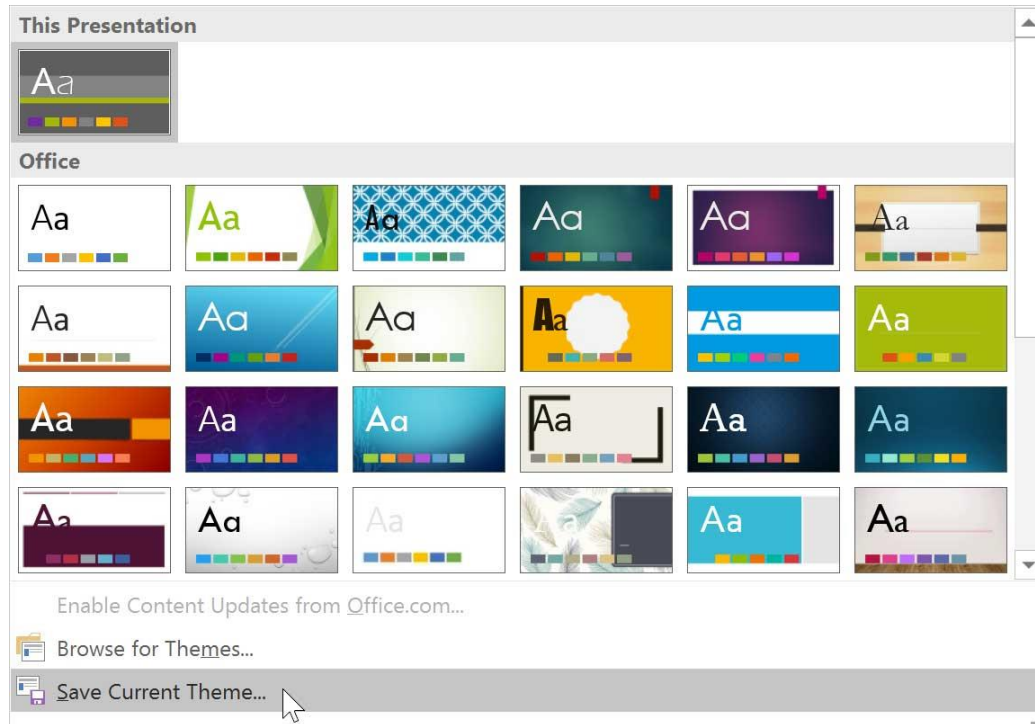 This Presentation
Aa
Office
Aa Aa Aa Aa Aa Aa
Aa Aa Aa Aa Aa Aa
Aa Aa Aa Aa Aa Aa
Aa Aa Aa Aa Aa Aa
Enable Content Updates from Office.com...
Browse for Themes...
Save Current Theme...